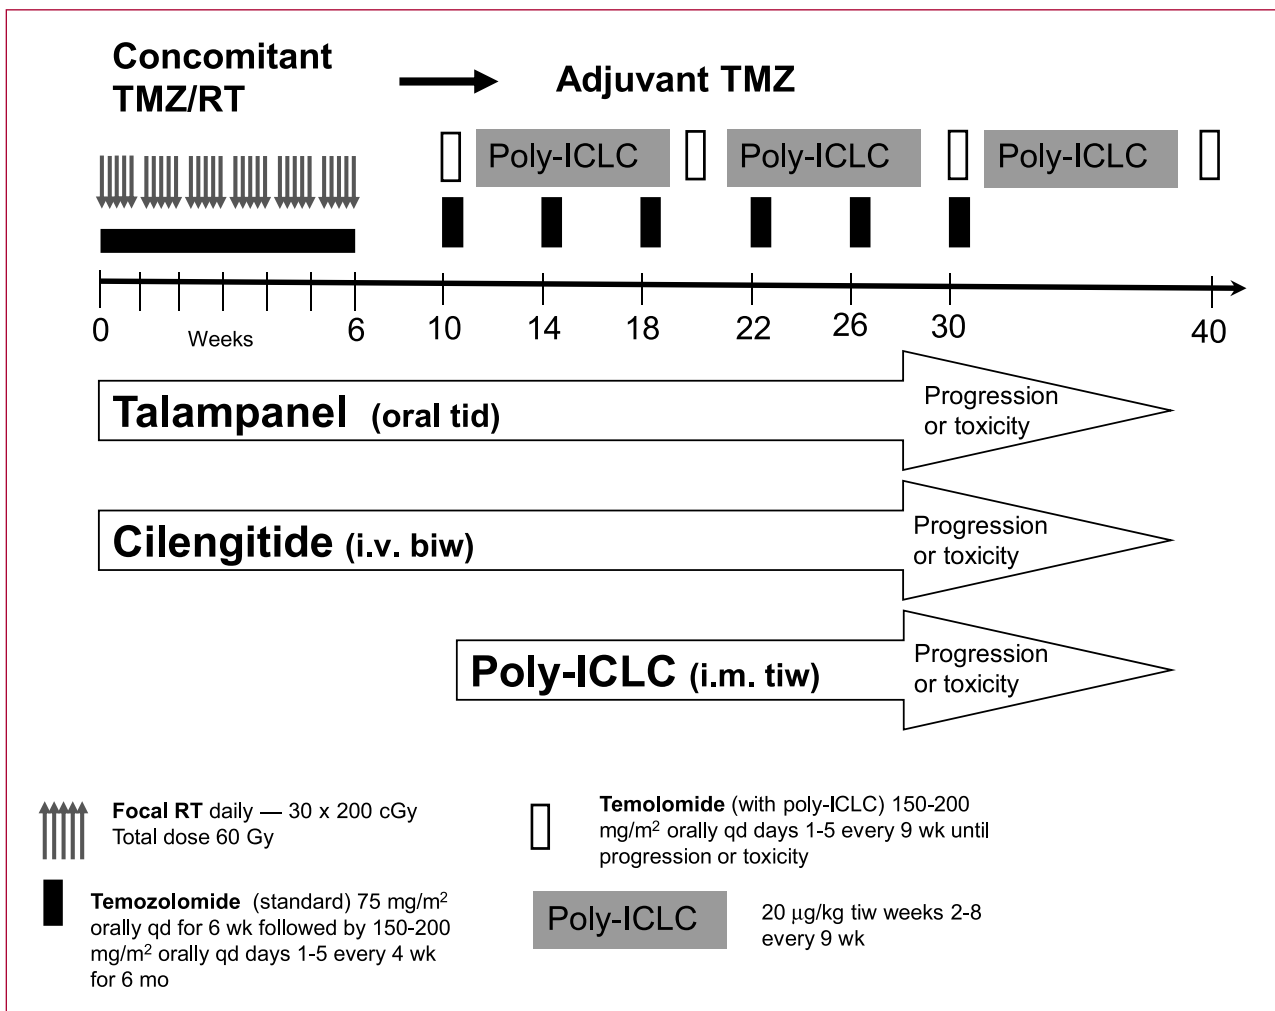 Concomitant
TMZ/RT
Adjuvant TMZ
Poly-ICLC
Poly-ICLC
Poly-ICLC
0
Weeks
6
10
14
18
22
26
30
40
Talampanel (oral tid)
Progression
or toxicity
Cilengitide (i.v. biw)
Progression
or toxicity
Poly-ICLC (i.m. tiw)
Progression
or toxicity
Focal RT daily — 30 x 200 cGy
Total dose 60 Gy
Temozolomide (standard) 75 mg/m²
orally qd for 6 wk followed by 150-200
mg/m² orally qd days 1-5 every 4 wk
for 6 mo
Temolomide (with poly-ICLC) 150-200
mg/m² orally qd days 1-5 every 9 wk until
progression or toxicity
Poly-ICLC
20 μg/kg tiw weeks 2-8
every 9 wk